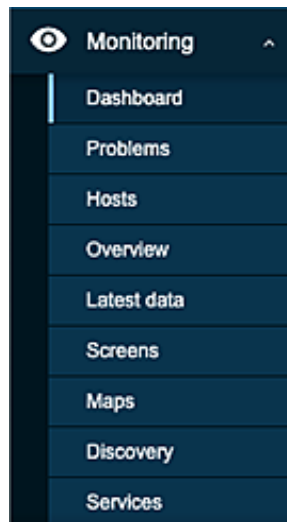 Monitoring
Dashboard
Problems
Hosts
Overview
Latest data
Screens
Maps
Discovery
Services